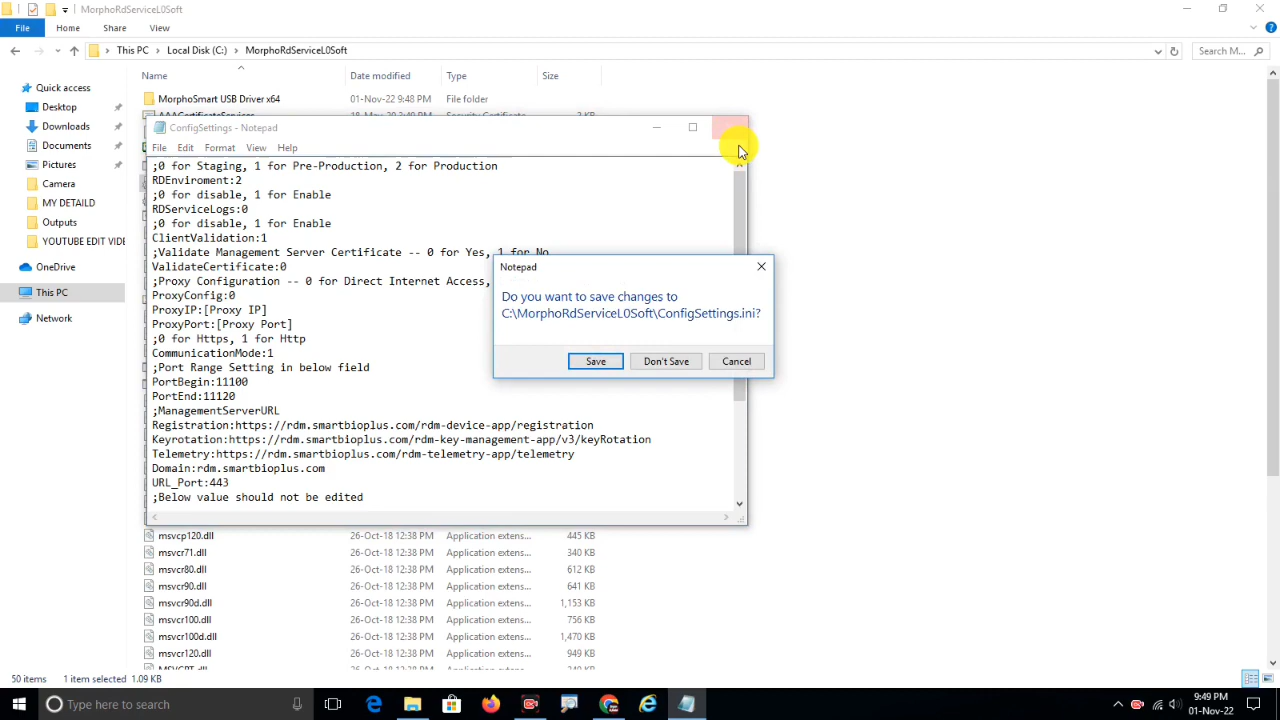 MorphoRdServiceL0Soft
File Home Share View
This PC Local Disk (C:) MorphoRdServiceL0Soft
Search M...
Name Date modified Type Size
Quick access
Desktop
Downloads
Documents
Pictures
Camera
MY DETAILD
Outputs
YOUTUBE EDIT VIDE
OneDrive
This PC
Network
MorphoSmart USB Driver x64 01-Nov-22 9:48 PM File folder
ConfigSettings - Notepad
File Edit Format View Help
;0 for Staging, 1 for Pre-Production, 2 for Production
RDEnviroment:2
;0 for disable, 1 for Enable
RDServiceLogs:0
;0 for disable, 1 for Enable
ClientValidation:1
;Validate Management Server Certificate -- 0 for Yes, 1 for No
ValidateCertificate:0
;Proxy Configuration -- 0 for Direct Internet Access,
ProxyConfig:0
ProxyIP:[Proxy IP]
ProxyPort:[Proxy Port]
;0 for Https, 1 for Http
CommunicationMode:1
;Port Range Setting in below field
PortBegin:11100
PortEnd:11120
;ManagementServerURL
Registration:https://rdm.smartbioplus.com/rdm-device-app/registration
Keyrotation:https://rdm.smartbioplus.com/rdm-key-management-app/v3/keyRotation
Telemetry:https://rdm.smartbioplus.com/rdm-telemetry-app/telemetry
Domain:rdm.smartbioplus.com
URL_Port:443
;Below value should not be edited
Notepad
Do you want to save changes to
C:\MorphoRdServiceL0Soft\ConfigSettings.ini?
Save Don't Save Cancel
msvcp120.dll 26-Oct-18 12:38 PM Application extens... 445 KB
msvcr71.dll 26-Oct-18 12:38 PM Application extens... 340 KB
msvcr80.dll 26-Oct-18 12:38 PM Application extens... 612 KB
msvcr90.dll 26-Oct-18 12:38 PM Application extens... 641 KB
msvcr90d.dll 26-Oct-18 12:38 PM Application extens... 1,153 KB
msvcr100.dll 26-Oct-18 12:38 PM Application extens... 756 KB
msvcr100d.dll 26-Oct-18 12:38 PM Application extens... 1,470 KB
msvcr120.dll 26-Oct-18 12:38 PM Application extens... 949 KB
50 items 1 item selected 1.09 KB
Type here to search
9:49 PM
01-Nov-22